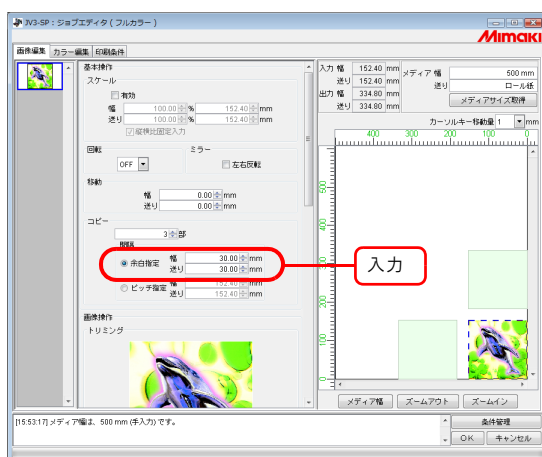 JV3-SP : ジョブエディタ ( フルカラー )
Mimaki
画像編集 カラー編集 印刷条件
基本操作
スケール
有効
幅 100.00 % 152.40 mm
送り 100.00 % 152.40 mm
縦横比固定入力
回転 ミラー
OFF 左右反転
移動
幅 0.00 mm
送り 0.00 mm
コピー
3 部
間隔
余白指定 幅 30.00 mm
送り 30.00 mm
ピッチ指定 幅 152.40 mm
送り 152.40 mm
画像操作
トリミング
入力 幅 152.40 mm
送り 152.40 mm
出力 幅 334.80 mm
送り 334.80 mm
メディア 幅 500 mm
送り ロール紙
メディアサイズ取得
カーソルキー移動量 1 mm
400 300 200 100 0
入力
メディア幅 ズームアウト ズームイン
[15:53:17] メディア幅は、500 mm (手入力) です。
条件管理
OK キャンセル